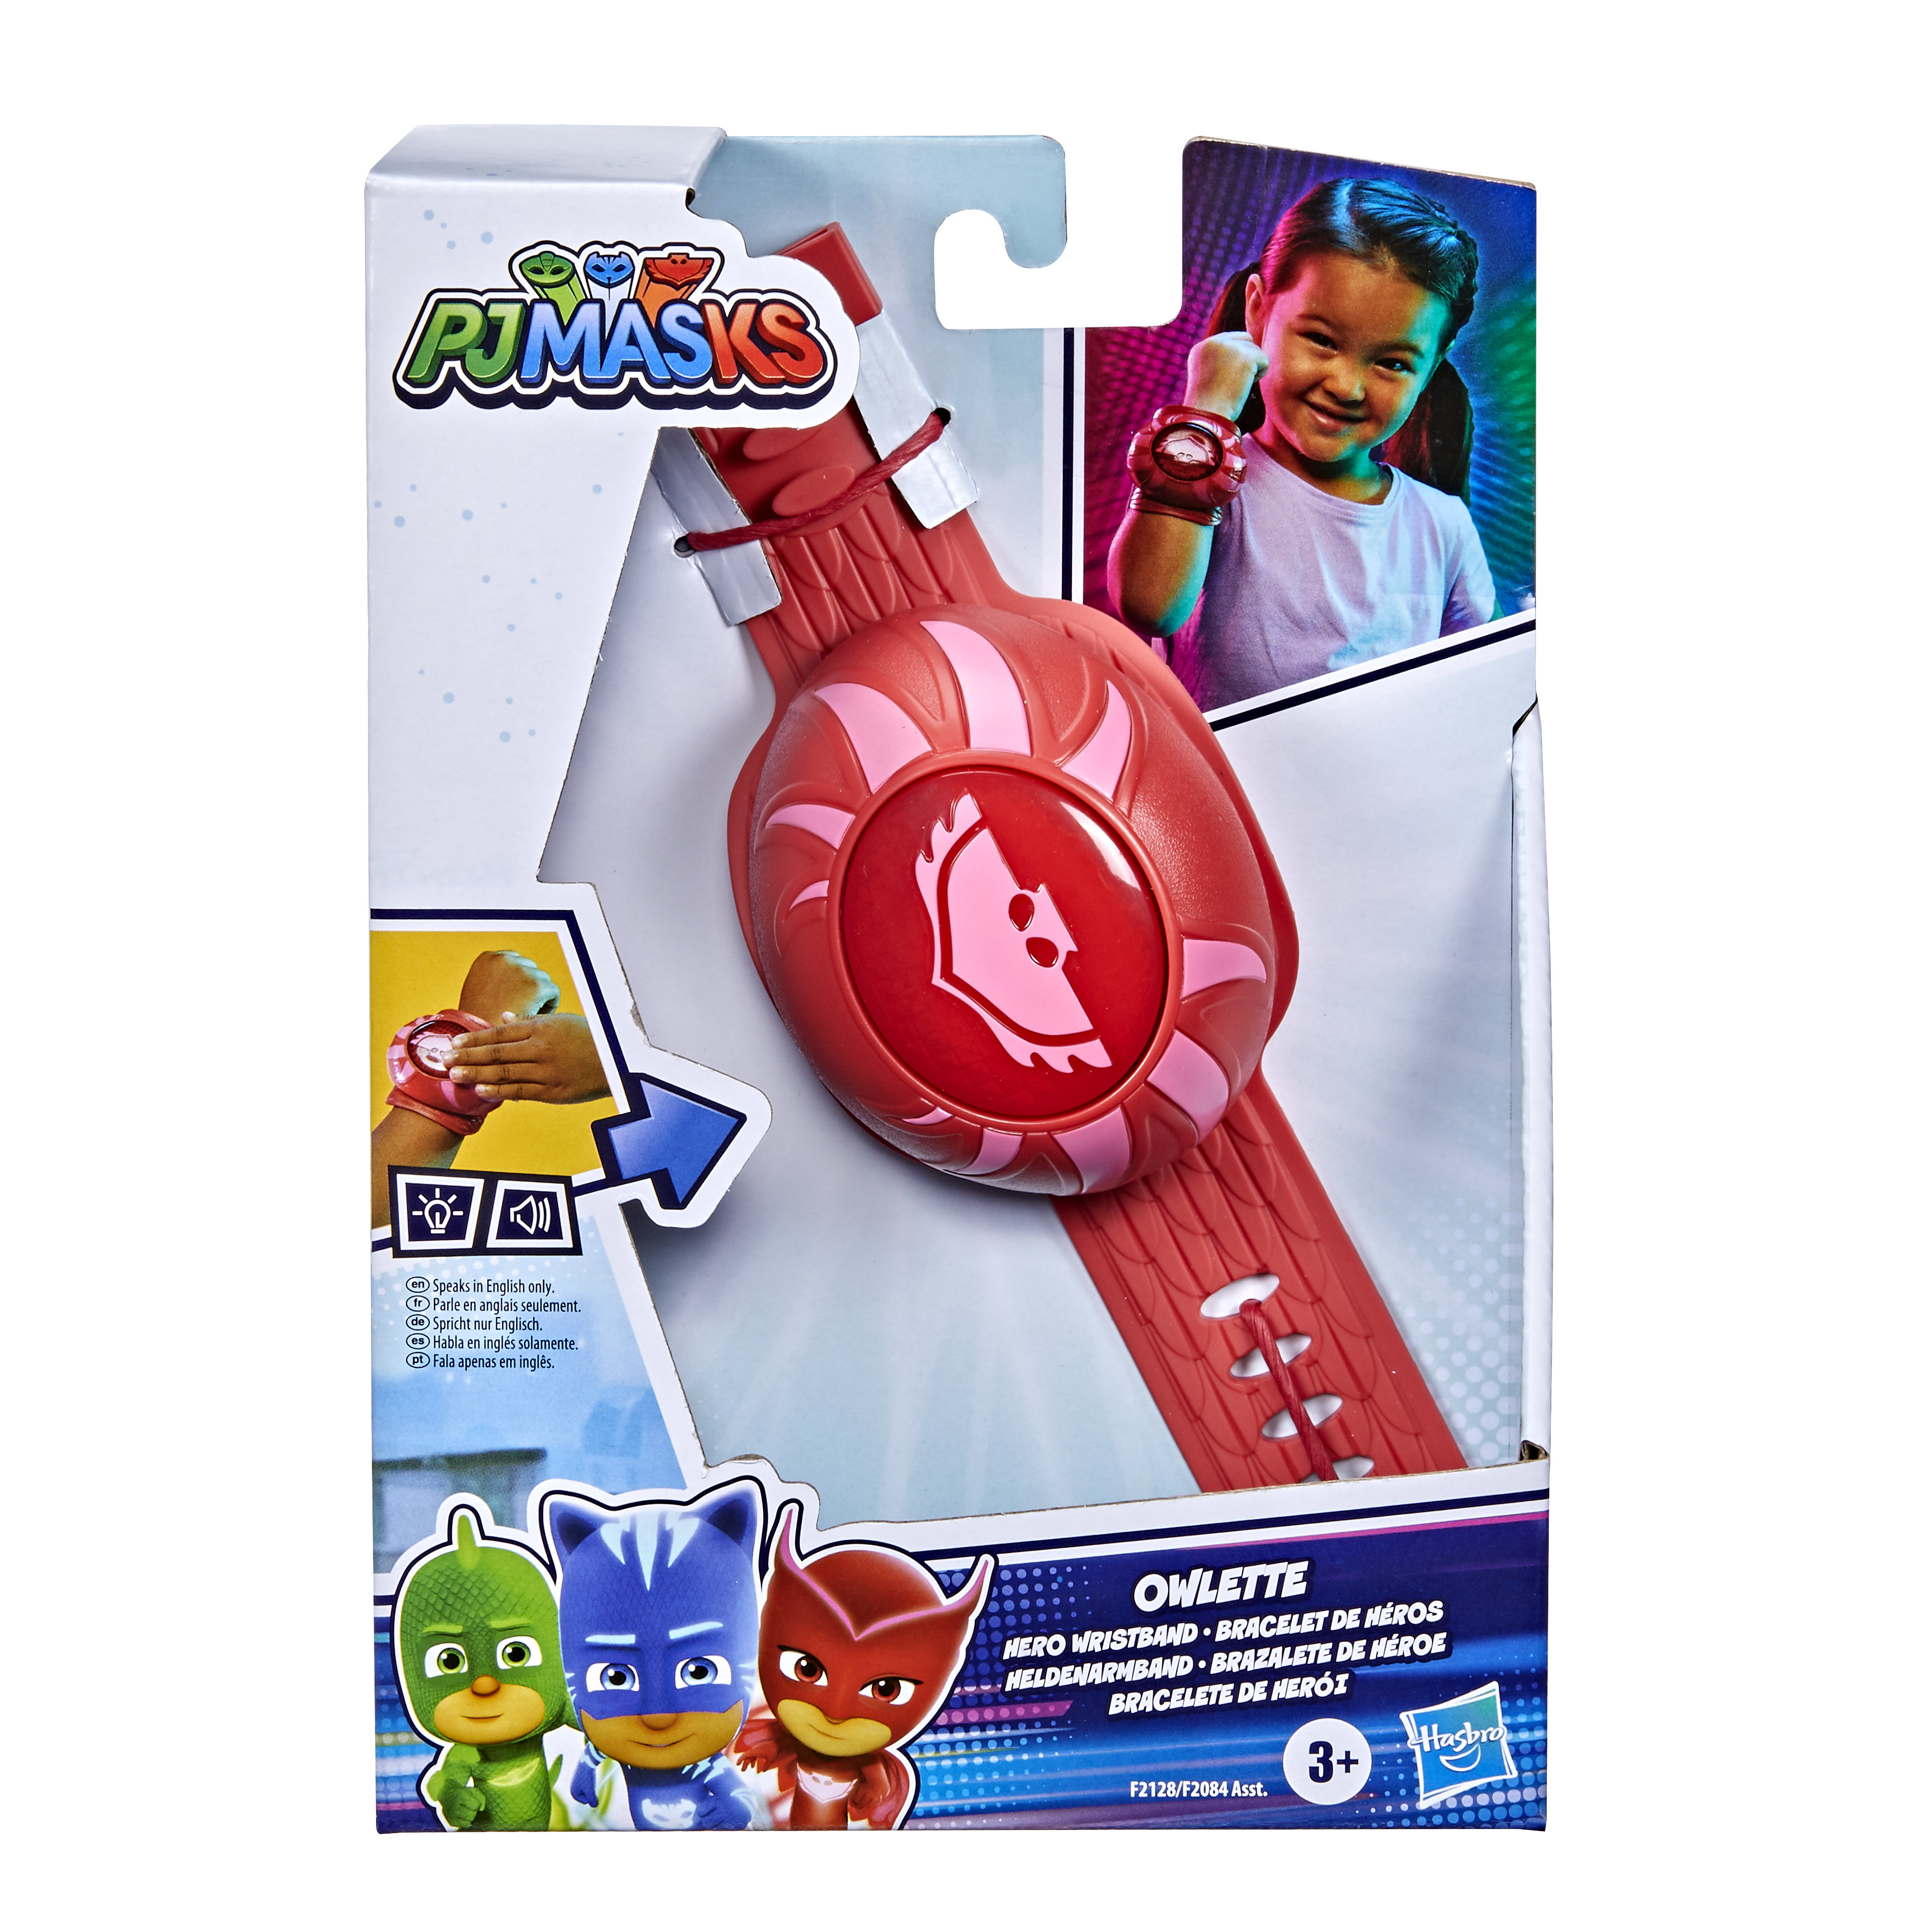 PJMASKS
en Speaks in English only.
fr Parle en anglais seulement.
de Spricht nur Englisch.
es Habla en inglés solamente.
pt Fala apenas em inglês.
OWLETTE
HERO WRISTBAND • BRACELET DE HÉROS
HELDENARMBAND • BRAZALETE DE HÉROE
BRACELETE DE HERÓI
3+
Hasbro
F2128/F2084 Asst.